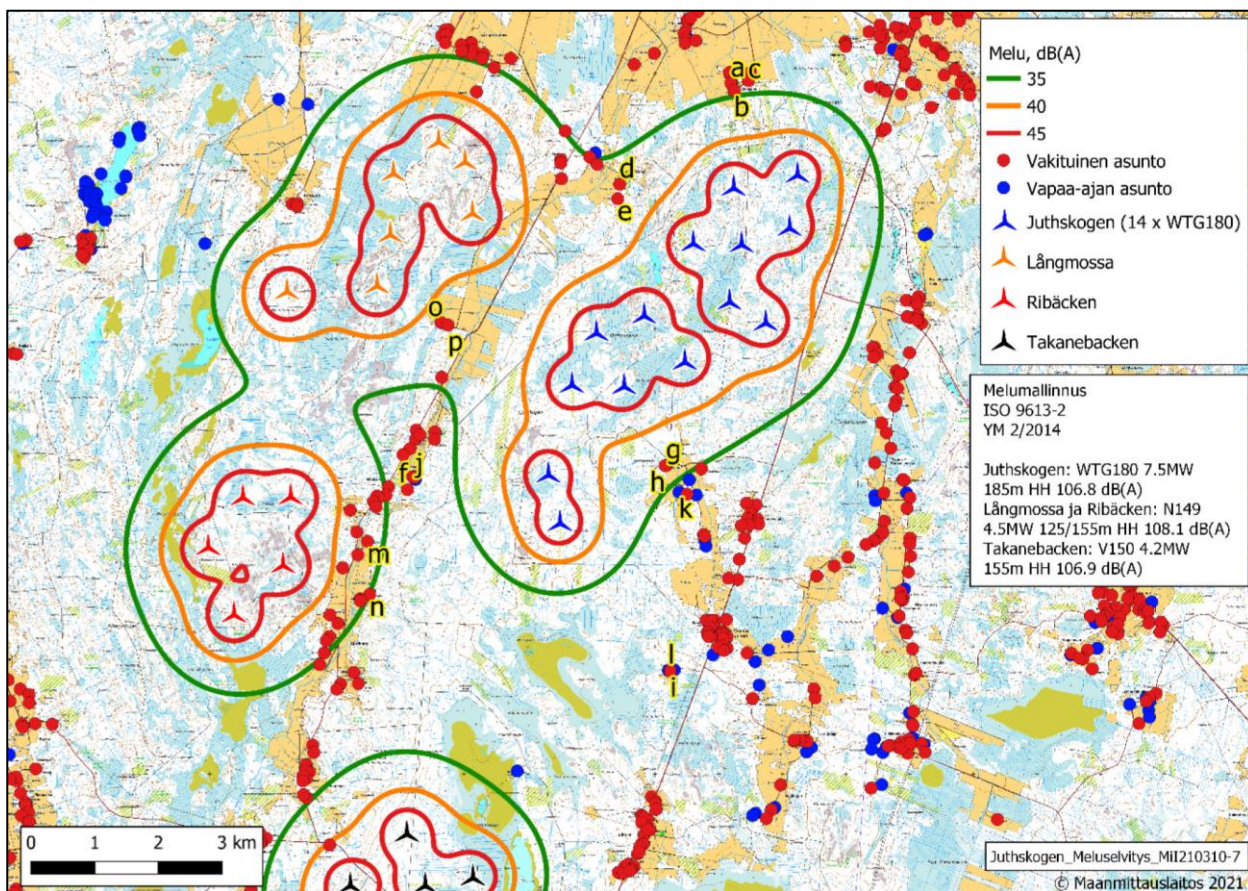 Melu, dB(A)
35
40
45
Vakituinen asunto
Vapaa-ajan asunto
Juthskogen (14 x WTG180)
Långmossa
Ribäcken
Takanebacken
Melumallinnus
ISO 9613-2
YM 2/2014
Juthskogen: WTG180 7.5MW
185m HH 106.8 dB(A)
Långmossa ja Ribäcken: N149
4.5MW 125/155m HH 108.1 dB(A)
Takanebacken: V150 4.2MW
155m HH 106.9 dB(A)
a c
b
d
e
o
p
g
f j
h
k
m
n
l
i
0 1 2 3 km
Juthskogen_Meluselvitys_MiI210310-7
© Maanmittauslaitos 2021